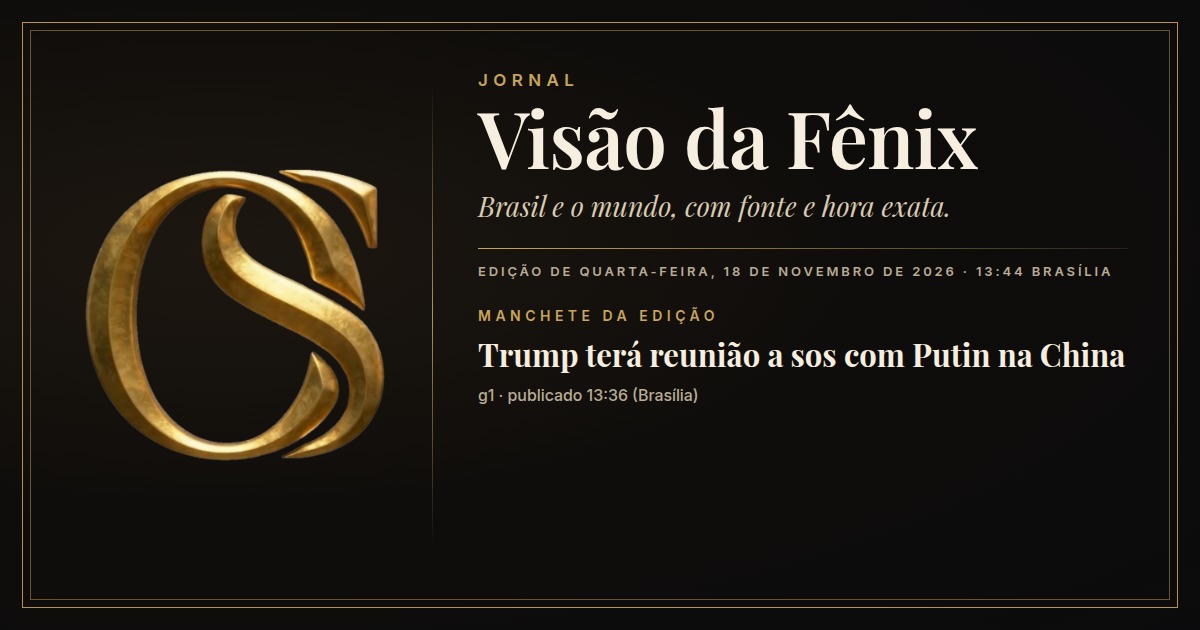 JORNAL
Visão da Fênix
Brasil e o mundo, com fonte e hora exata.
EDIÇÃO DE QUARTA-FEIRA, 18 DE NOVEMBRO DE 2026 · 13:44 BRASÍLIA
MANCHETE DA EDIÇÃO
Trump terá reunião a sos com Putin na China
g1 · publicado 13:36 (Brasília)